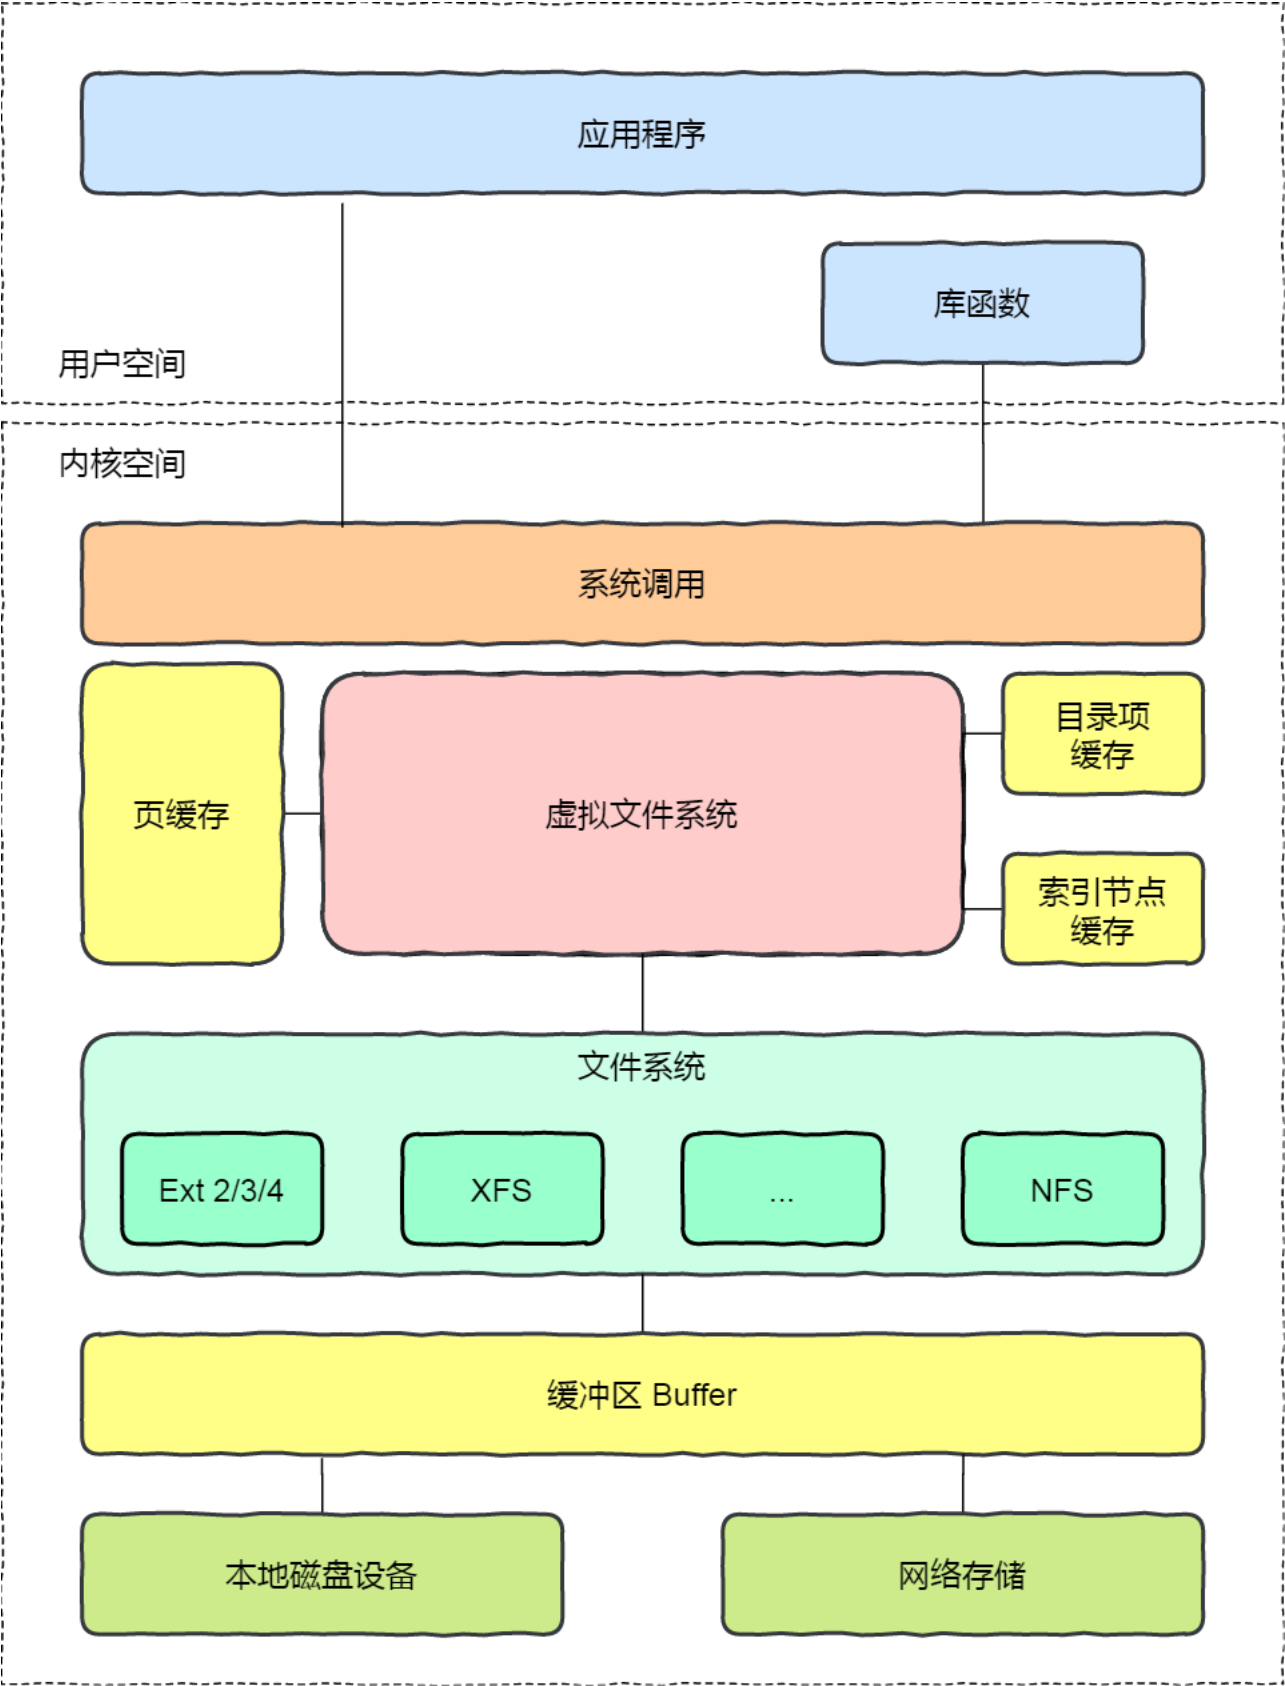 应用程序
库函数
用户空间
内核空间
系统调用
页缓存
虚拟文件系统
目录项
缓存
索引节点
缓存
文件系统
Ext 2/3/4
XFS
...
NFS
缓冲区 Buffer
本地磁盘设备
网络存储